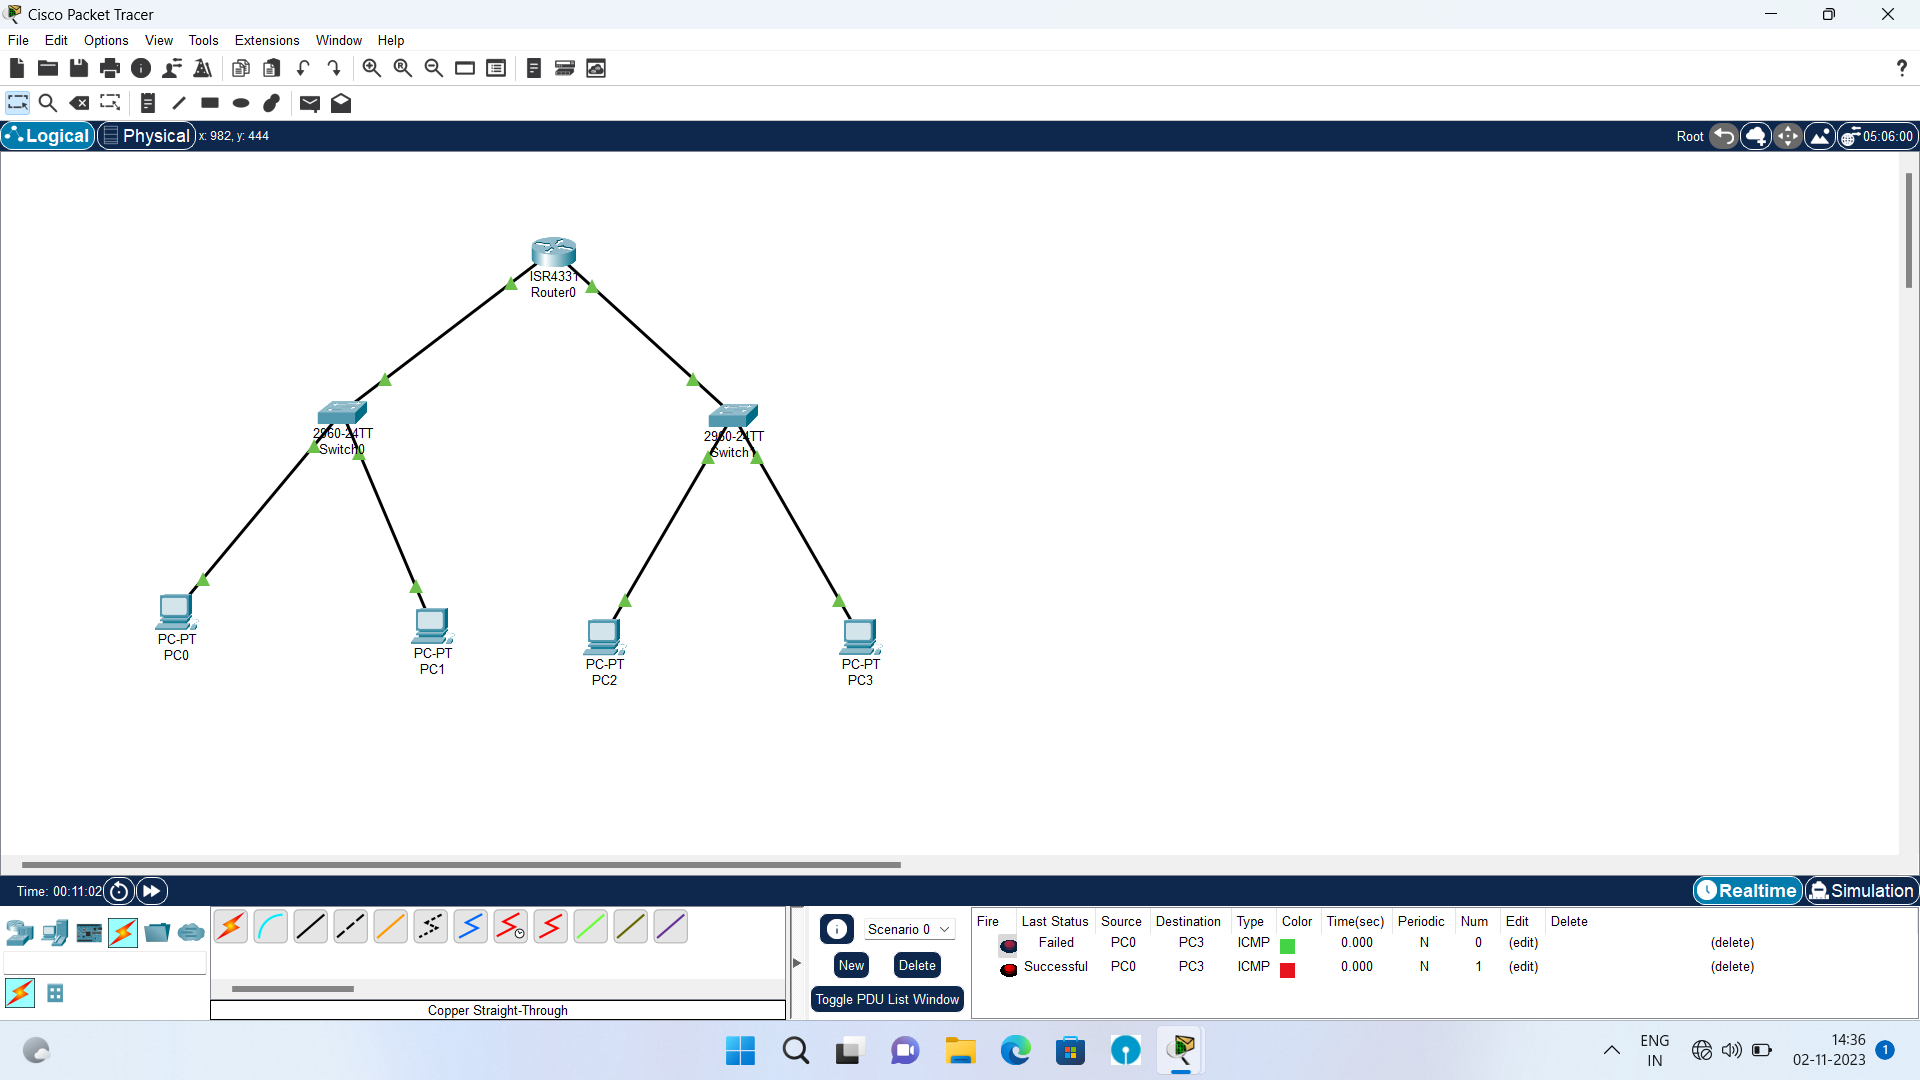 Cisco Packet Tracer
File Edit Options View Tools Extensions Window Help
?
Logical Physical x: 982, y: 444 Root 05:06:00
ISR4331
Router0
2960-24TT
Switch0
2960-24TT
Switch1
PC-PT
PC0
PC-PT
PC1
PC-PT
PC2
PC-PT
PC3
Time: 00:11:02 Realtime Simulation
Scenario 0
New Delete
Toggle PDU List Window
Fire Last Status Source Destination Type Color Time(sec) Periodic Num Edit Delete
Failed PC0 PC3 ICMP 0.000 N 0 (edit) (delete)
Successful PC0 PC3 ICMP 0.000 N 1 (edit) (delete)
Copper Straight-Through
ENG
IN
14:36
02-11-2023
1